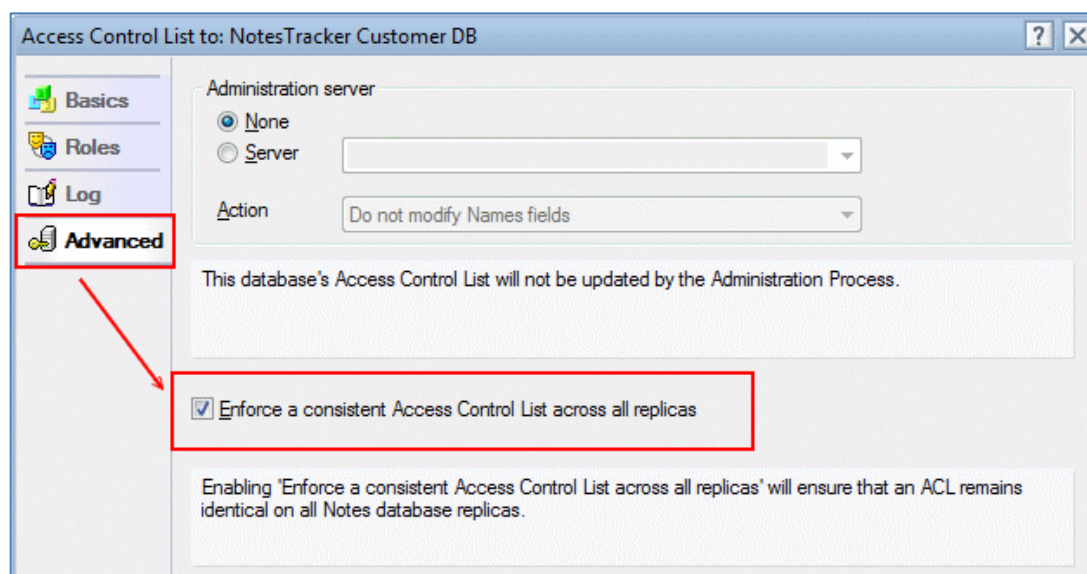 Access Control List to: NotesTracker Customer DB
Basics
Roles
Log
Advanced
Administration server
None
Server
Action
Do not modify Names fields
This database's Access Control List will not be updated by the Administration Process.
Enforce a consistent Access Control List across all replicas
Enabling 'Enforce a consistent Access Control List across all replicas' will ensure that an ACL remains
identical on all Notes database replicas.